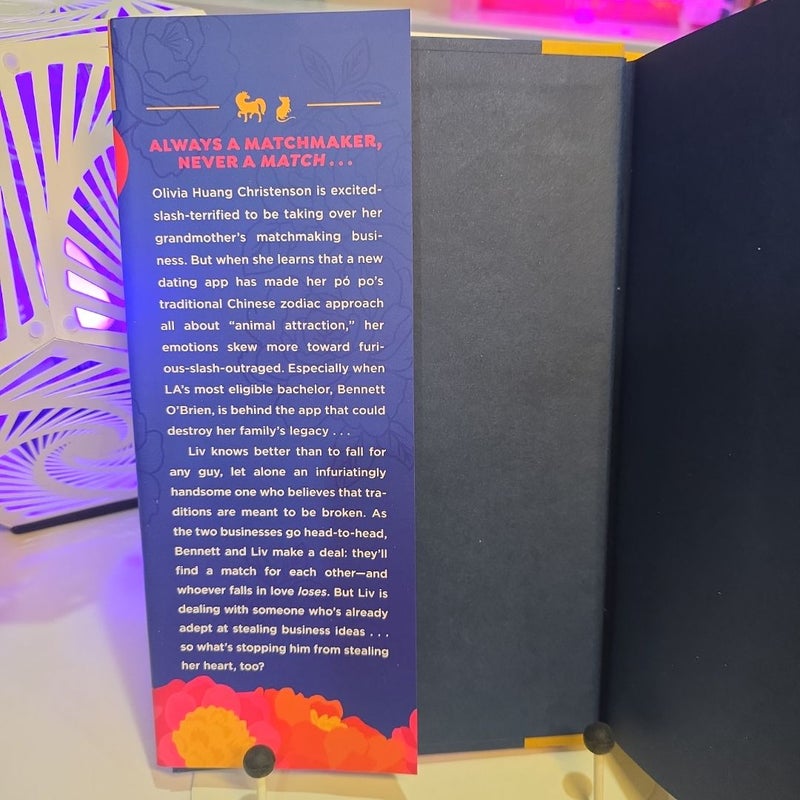 ALWAYS A MATCHMAKER,
NEVER A MATCH . . .
Olivia Huang Christenson is excited-
slash-terrified to be taking over her
grandmother's matchmaking busi-
ness. But when she learns that a new
dating app has made her pó po's
traditional Chinese zodiac approach
all about “animal attraction,” her
emotions skew more toward furi-
ous-slash-outraged. Especially when
LA's most eligible bachelor, Bennett
O'Brien, is behind the app that could
destroy her family's legacy . . .
Liv knows better than to fall for
any guy, let alone an infuriatingly
handsome one who believes that tra-
ditions are meant to be broken. As
the two businesses go head-to-head,
Bennett and Liv make a deal: they'll
find a match for each other—and
whoever falls in love loses. But Liv is
dealing with someone who's already
adept at stealing business ideas . . .
so what's stopping him from stealing
her heart, too?